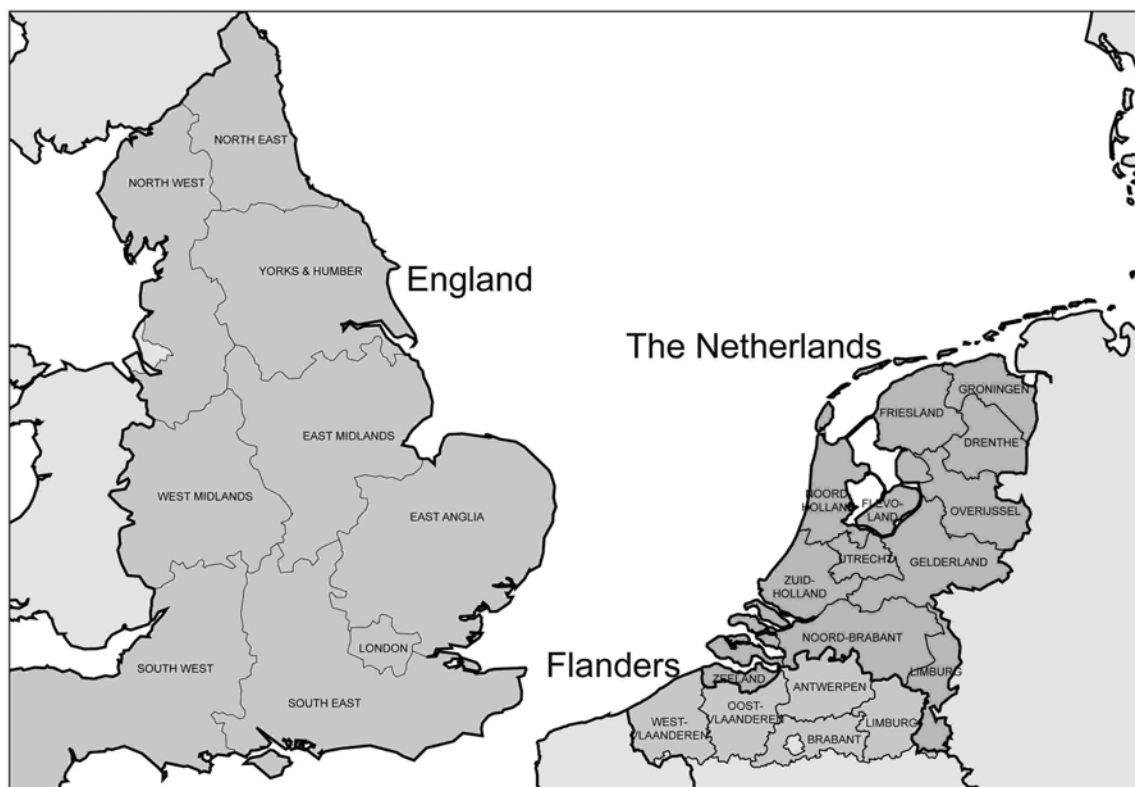 NORTH EAST
NORTH WEST
YORKS & HUMBER
England
EAST MIDLANDS
WEST MIDLANDS
EAST ANGLIA
LONDON
SOUTH WEST
SOUTH EAST
The Netherlands
GRONINGEN
FRIESLAND
DRENTHE
NOORD-
HOLLAND
FLEVO-
LAND
OVERIJSSEL
UTRECHT
GELDERLAND
ZUID-
HOLLAND
NOORD-BRABANT
LIMBURG
Flanders
ZEELAND
ANTWERPEN
OOST-
VLAANDEREN
WEST-
VLAANDEREN
LIMBURG
BRABANT